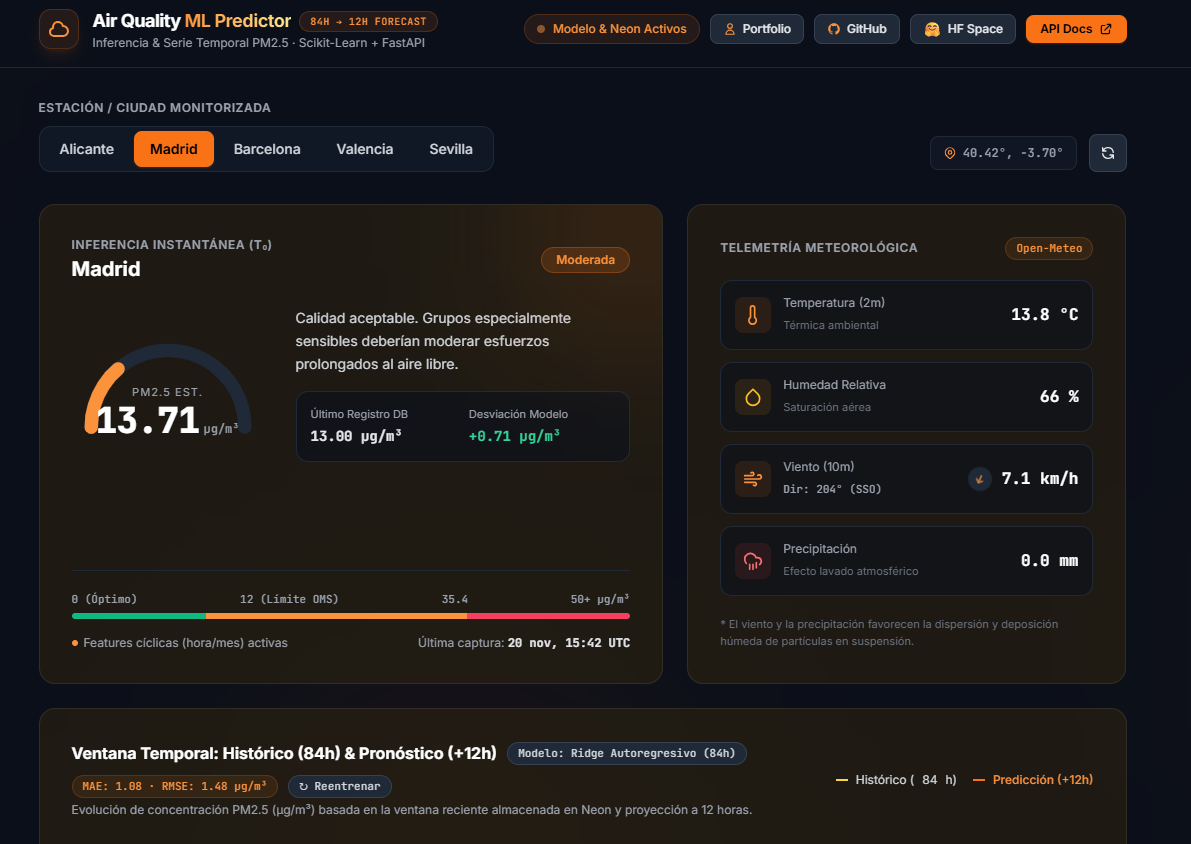 Air Quality ML Predictor 84H → 12H FORECAST
Inferencia & Serie Temporal PM2.5 · Scikit-Learn + FastAPI
Modelo & Neon Activos
Portfolio
GitHub
HF Space
API Docs
ESTACIÓN / CIUDAD MONITORIZADA
Alicante Madrid Barcelona Valencia Sevilla
40.42°, -3.70°
INFERENCIA INSTANTÁNEA (T₀)
Madrid
Moderada
Calidad aceptable. Grupos especialmente
sensibles deberían moderar esfuerzos
prolongados al aire libre.
PM2.5 EST.
13.71 µg/m³
Último Registro DB
13.00 µg/m³
Desviación Modelo
+0.71 µg/m³
0 (Óptimo) 12 (Límite OMS) 35.4 50+ µg/m³
Features cíclicas (hora/mes) activas
Última captura: 20 nov, 15:42 UTC
TELEMETRÍA METEOROLÓGICA
Open-Meteo
Temperatura (2m)
Térmica ambiental
13.8 °C
Humedad Relativa
Saturación aérea
66 %
Viento (10m)
Dir: 204° (SSO)
7.1 km/h
Precipitación
Efecto lavado atmosférico
0.0 mm
* El viento y la precipitación favorecen la dispersión y deposición
húmeda de partículas en suspensión.
Ventana Temporal: Histórico (84h) & Pronóstico (+12h) Modelo: Ridge Autoregresivo (84h)
MAE: 1.08 · RMSE: 1.48 µg/m³ ↻ Reentrenar
Histórico ( 84 h) Predicción (+12h)
Evolución de concentración PM2.5 (µg/m³) basada en la ventana reciente almacenada en Neon y proyección a 12 horas.